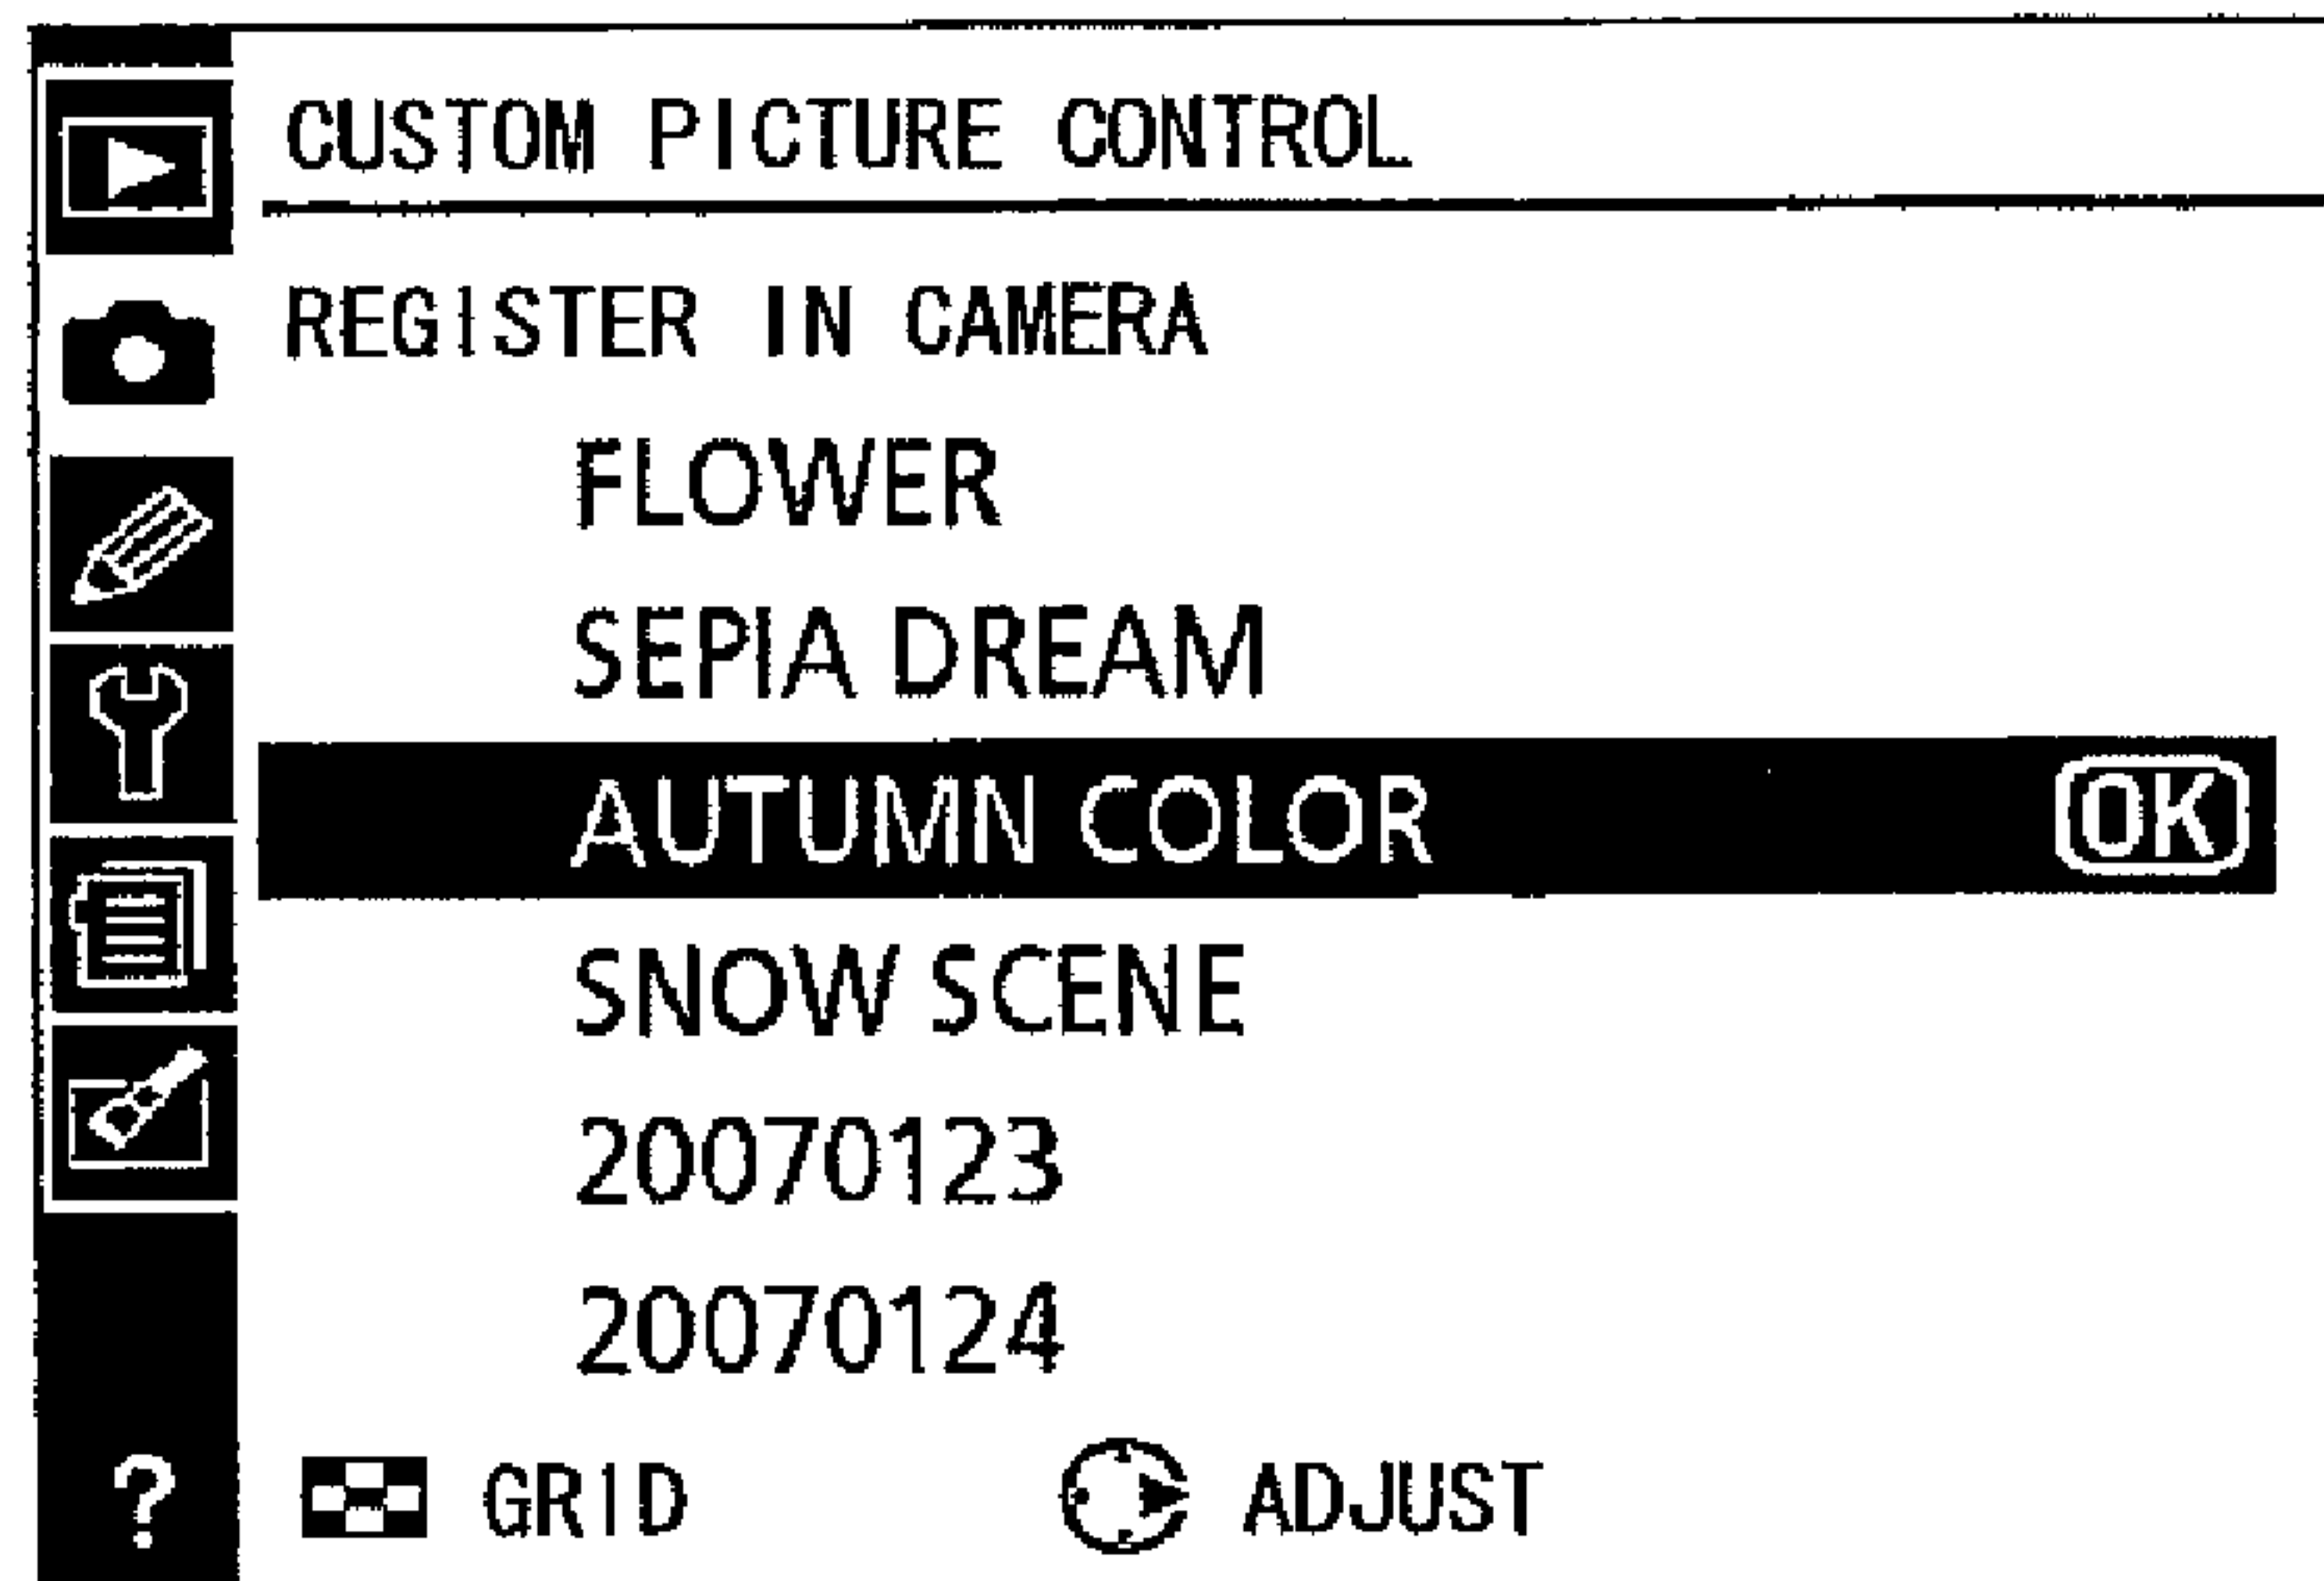 CUSTOM PICTURE CONTROL
REGISTER IN CAMERA
FLOWER
SEPIA DREAM
AUTUMN COLOR OK
SNOW SCENE
20070123
20070124
? GRID ADJUST